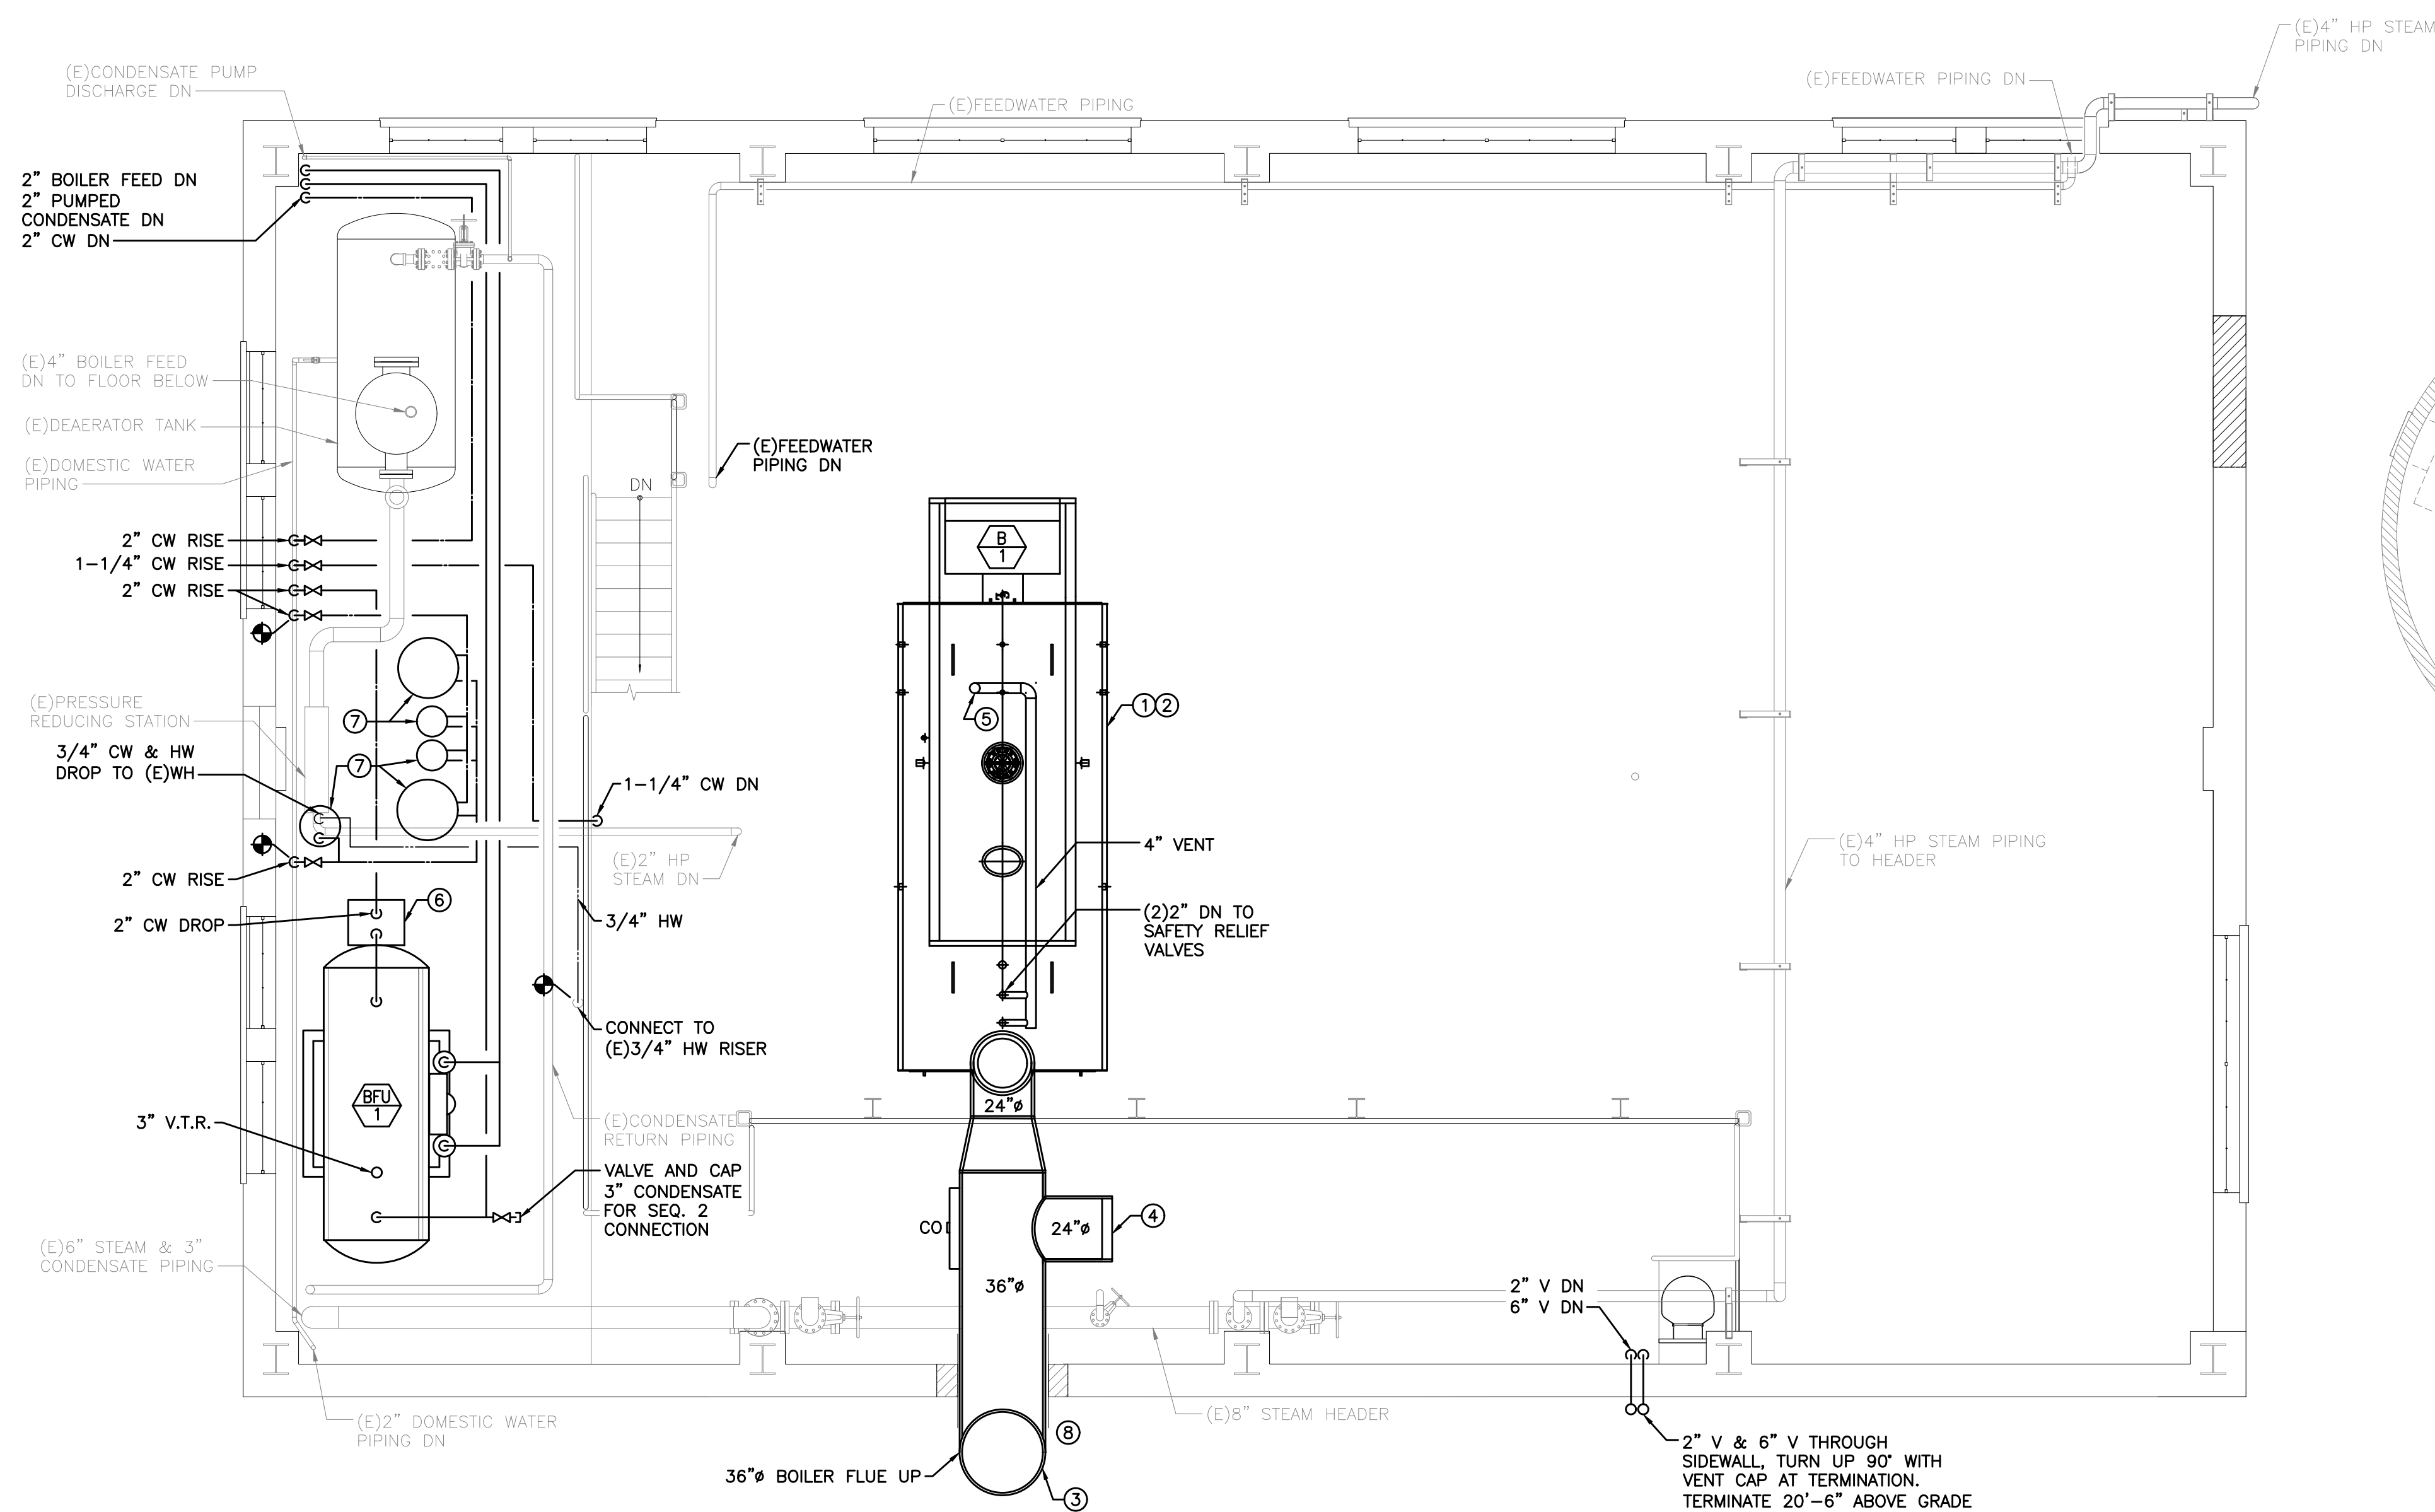 (E)4" HP STEAM
PIPING DN
(E)CONDENSATE PUMP
DISCHARGE DN
(E)FEEDWATER PIPING
(E)FEEDWATER PIPING DN
2" BOILER FEED DN
2" PUMPED
CONDENSATE DN
2" CW DN
(E)4" BOILER FEED
DN TO FLOOR BELOW
(E)DEAERATOR TANK
(E)DOMESTIC WATER
PIPING
(E)FEEDWATER
PIPING DN
DN
2" CW RISE
1-1/4" CW RISE
2" CW RISE
B
1
(E)PRESSURE
REDUCING STATION
3/4" CW & HW
DROP TO (E)WH
7
7
5
1 2
1-1/4" CW DN
4" VENT
(E)4" HP STEAM PIPING
TO HEADER
(E)2" HP
STEAM DN
2" CW RISE
6
2" CW DROP
3/4" HW
(2)2" DN TO
SAFETY RELIEF
VALVES
CONNECT TO
(E)3/4" HW RISER
BFU
1
24"ø
3" V.T.R.
(E)CONDENSATE
RETURN PIPING
VALVE AND CAP
3" CONDENSATE
FOR SEQ. 2
CONNECTION
CO
24"ø
4
(E)6" STEAM & 3"
CONDENSATE PIPING
36"ø
2" V DN
6" V DN
(E)2" DOMESTIC WATER
PIPING DN
(E)8" STEAM HEADER
8
36"ø BOILER FLUE UP
3
2" V & 6" V THROUGH
SIDEWALL, TURN UP 90° WITH
VENT CAP AT TERMINATION.
TERMINATE 20'-6" ABOVE GRADE